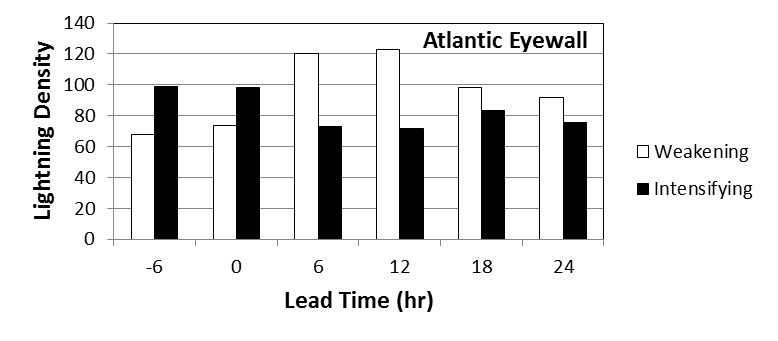 Atlantic Eyewall
Lightning Density
140
120
100
80
60
40
20
0
-6 0 6 12 18 24
Lead Time (hr)
Weakening
Intensifying